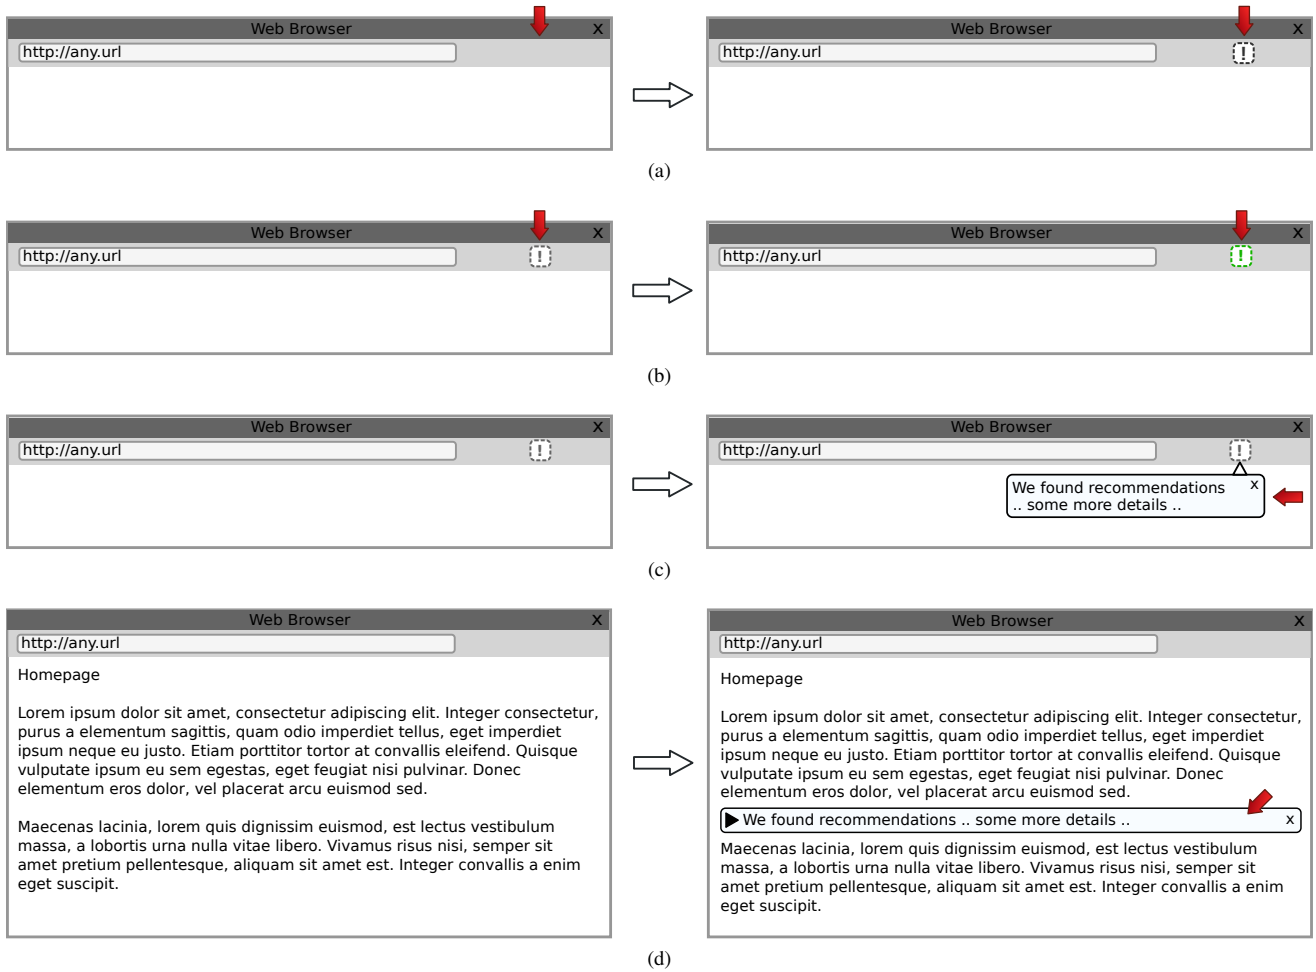 Web Browser X
http://any.url
Web Browser X
http://any.url !
(a)
Web Browser X
http://any.url !
Web Browser X
http://any.url !
(b)
Web Browser X
http://any.url !
Web Browser X
http://any.url !
We found recommendations x
.. some more details ..
(c)
Web Browser X
http://any.url
Homepage
Lorem ipsum dolor sit amet, consectetur adipiscing elit. Integer consectetur,
purus a elementum sagittis, quam odio imperdiet tellus, eget imperdiet
ipsum neque eu justo. Etiam porttitor tortor at convallis eleifend. Quisque
vulputate ipsum eu sem egestas, eget feugiat nisi pulvinar. Donec
elementum eros dolor, vel placerat arcu euismod sed.
Maecenas lacinia, lorem quis dignissim euismod, est lectus vestibulum
massa, a lobortis urna nulla vitae libero. Vivamus risus nisi, semper sit
amet pretium pellentesque, aliquam sit amet est. Integer convallis a enim
eget suscipit.
Web Browser X
http://any.url
Homepage
Lorem ipsum dolor sit amet, consectetur adipiscing elit. Integer consectetur,
purus a elementum sagittis, quam odio imperdiet tellus, eget imperdiet
ipsum neque eu justo. Etiam porttitor tortor at convallis eleifend. Quisque
vulputate ipsum eu sem egestas, eget feugiat nisi pulvinar. Donec
elementum eros dolor, vel placerat arcu euismod sed.
We found recommendations .. some more details .. x
Maecenas lacinia, lorem quis dignissim euismod, est lectus vestibulum
massa, a lobortis urna nulla vitae libero. Vivamus risus nisi, semper sit
amet pretium pellentesque, aliquam sit amet est. Integer convallis a enim
eget suscipit.
(d)